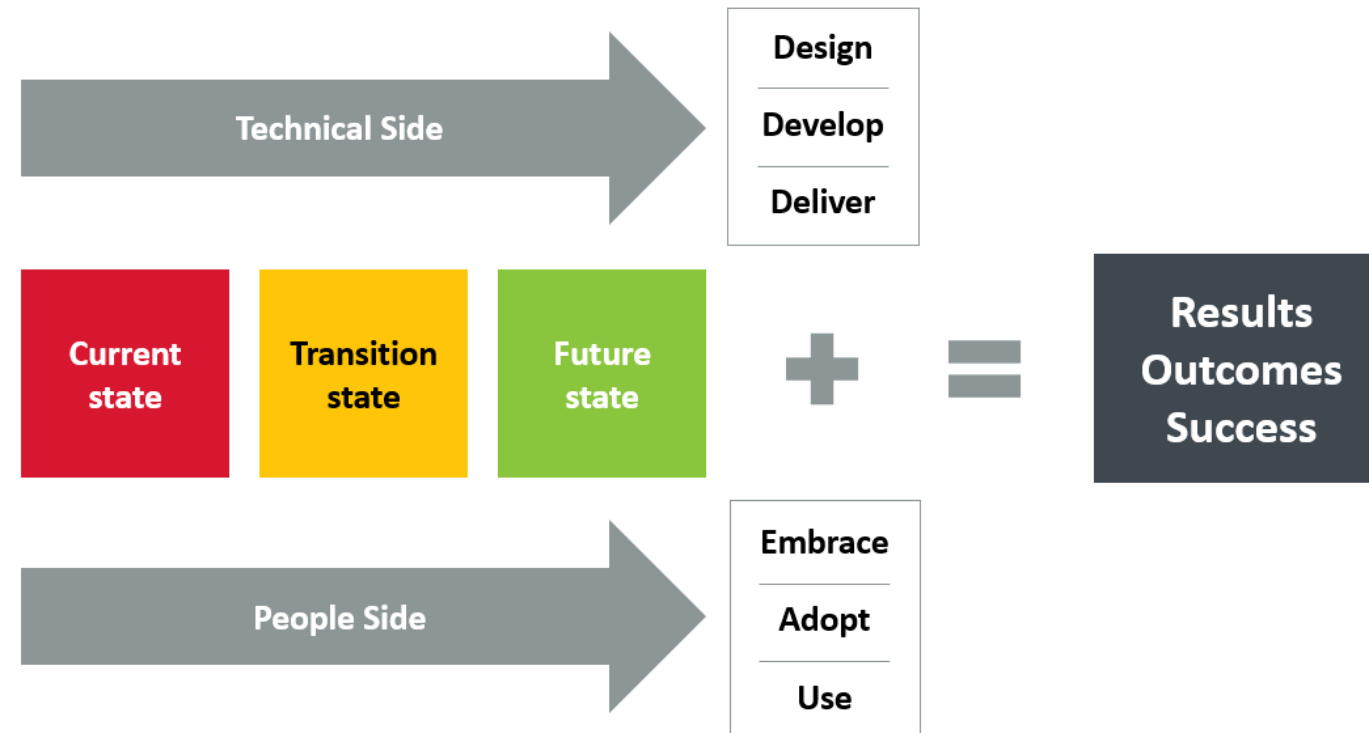 Technical Side
Design
Develop
Deliver
Current
state
Transition
state
Future
state
Results
Outcomes
Success
People Side
Embrace
Adopt
Use